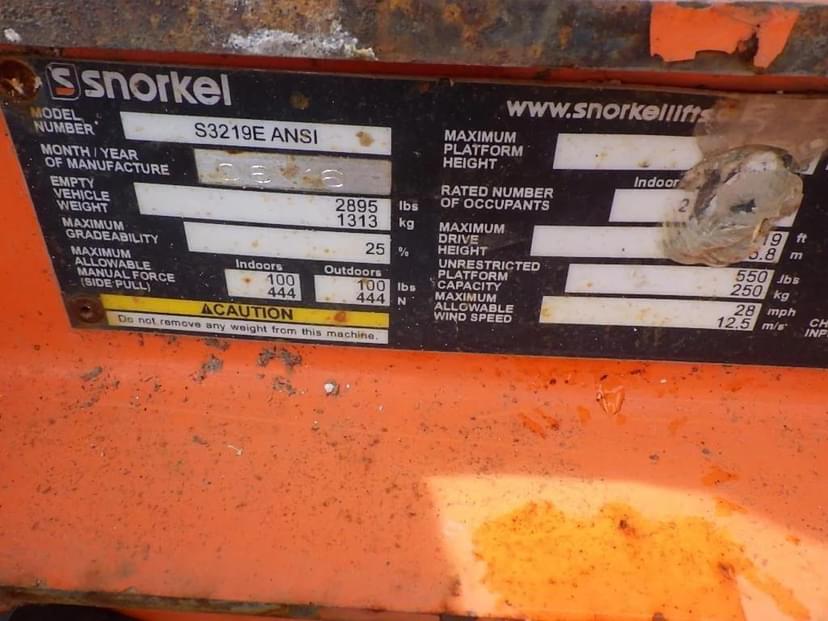 snorkel
www.snorkellifts
MODEL NUMBER S3219E ANSI
MONTH / YEAR OF MANUFACTURE 06 16
EMPTY VEHICLE WEIGHT 2895 lbs
1313 kg
MAXIMUM GRADEABILITY 25 %
MAXIMUM ALLOWABLE MANUAL FORCE (SIDE PULL)
Indoors Outdoors
100 100 lbs
444 444 N
CAUTION
Do not remove any weight from this machine.
MAXIMUM PLATFORM HEIGHT
RATED NUMBER OF OCCUPANTS
2
MAXIMUM DRIVE HEIGHT 19 ft
5.8 m
UNRESTRICTED PLATFORM CAPACITY 550 lbs
250 kg
MAXIMUM ALLOWABLE WIND SPEED 28 mph
12.5 m/s